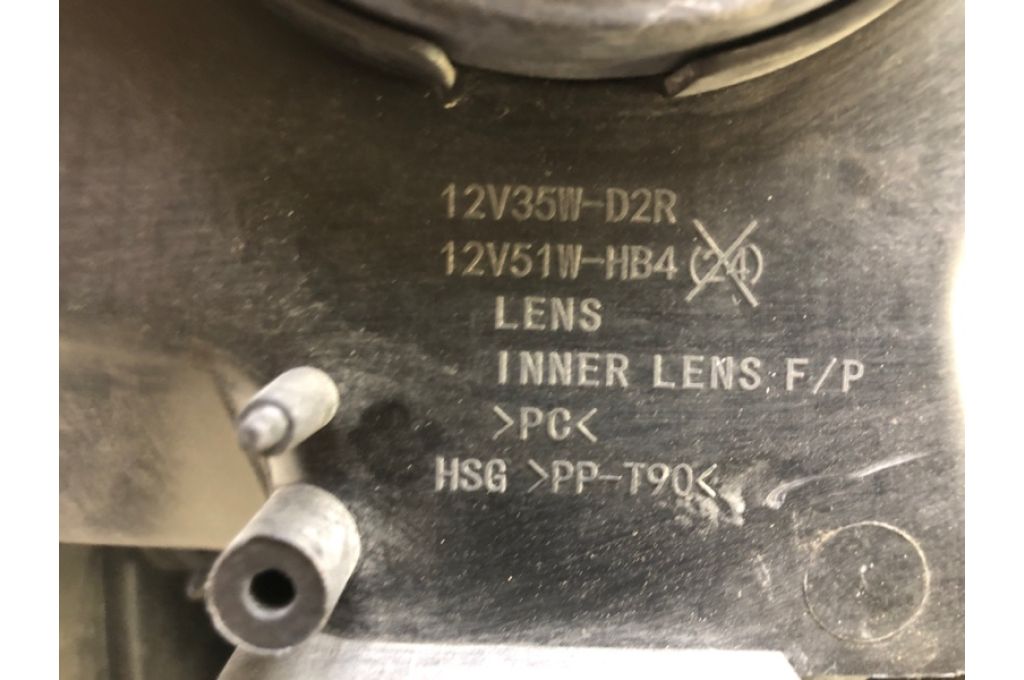 12V35W-D2R
12V51W-HB4 (24)
LENS
INNER LENS F/P
>PC<
HSG >PP-T90<